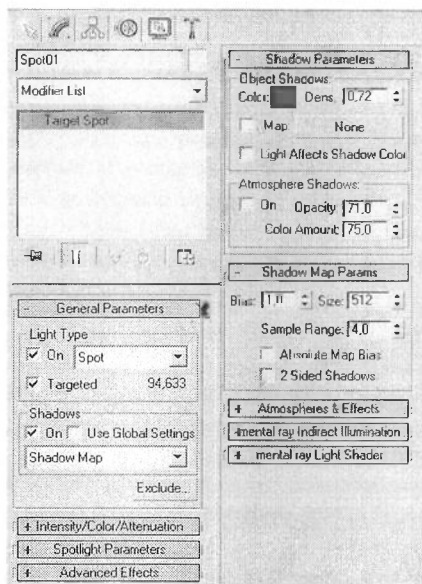 Spot01
Modifier List
Target Spot
- General Parameters
Light Type
On Spot
Targeted 94,633
Shadows
On Use Global Settings
Shadow Map
Exclude...
+ Intensity/Color/Attenuation
+ Spotlight Parameters
+ Advanced Effects
- Shadow Parameters
Object Shadows:
Color: Dens. 0,72
Map: None
Light Affects Shadow Color
Atmosphere Shadows:
On Opacity: 71,0
Color Amount: 75,0
- Shadow Map Params
Bias: 1,0 Size: 512
Sample Range: 4,0
Absolute Map Bias
2 Sided Shadows
+ Atmospheres & Effects
mental ray Indirect Illumination
+ mental ray Light Shader